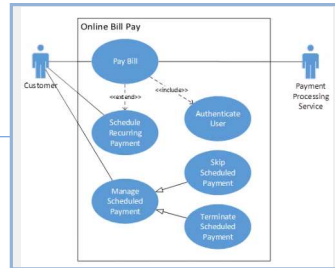 Online Bill Pay
Pay Bill
Customer
Payment
Processing
Service
<<extend>>
<<include>>
Schedule
Recurring
Payment
Authenticate
User
Skip
Scheduled
Payment
Manage
Scheduled
Payment
Terminate
Scheduled
Payment